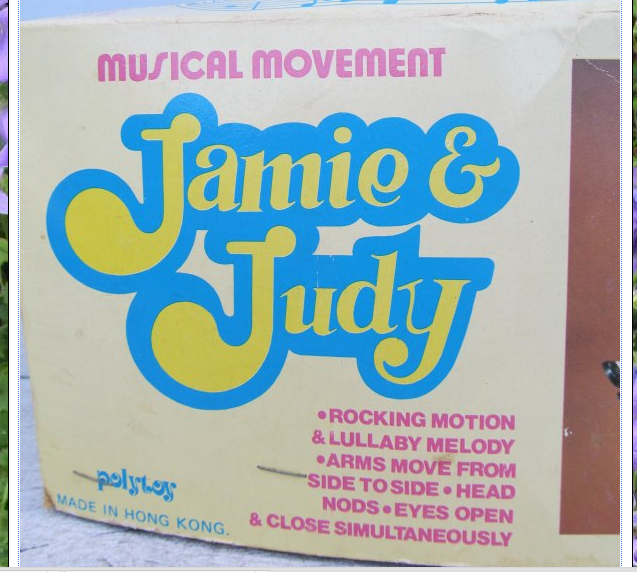 MUSICAL MOVEMENT
Jamie &
Judy
• ROCKING MOTION
& LULLABY MELODY
• ARMS MOVE FROM
SIDE TO SIDE • HEAD
NODS • EYES OPEN
& CLOSE SIMULTANEOUSLY
polytoy
MADE IN HONG KONG.